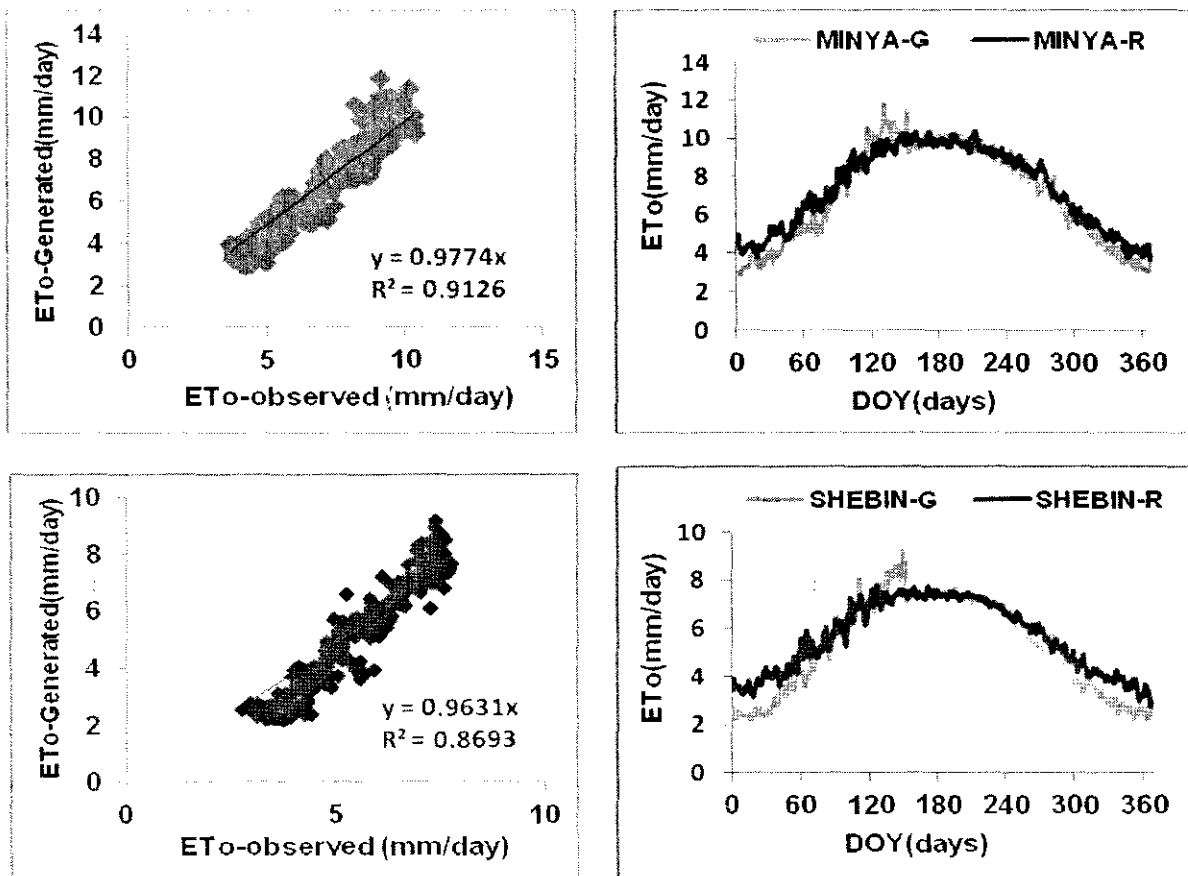 ETo-Generated(mm/day)
14
12
10
8
6
4
2
0
y = 0.9774x
R² = 0.9126
0 5 10 15
ETo-observed (mm/day)
MINYA-G MINYA-R
ETo(mm/day)
14
12
10
8
6
4
2
0
0 60 120 180 240 300 360
DOY(days)
ETo-Generated(mm/day)
10
8
6
4
2
0
y = 0.9631x
R² = 0.8693
0 5 10
ETo-observed (mm/day)
SHEBIN-G SHEBIN-R
ETo(mm/day)
10
8
6
4
2
0
0 60 120 180 240 300 360
DOY(days)